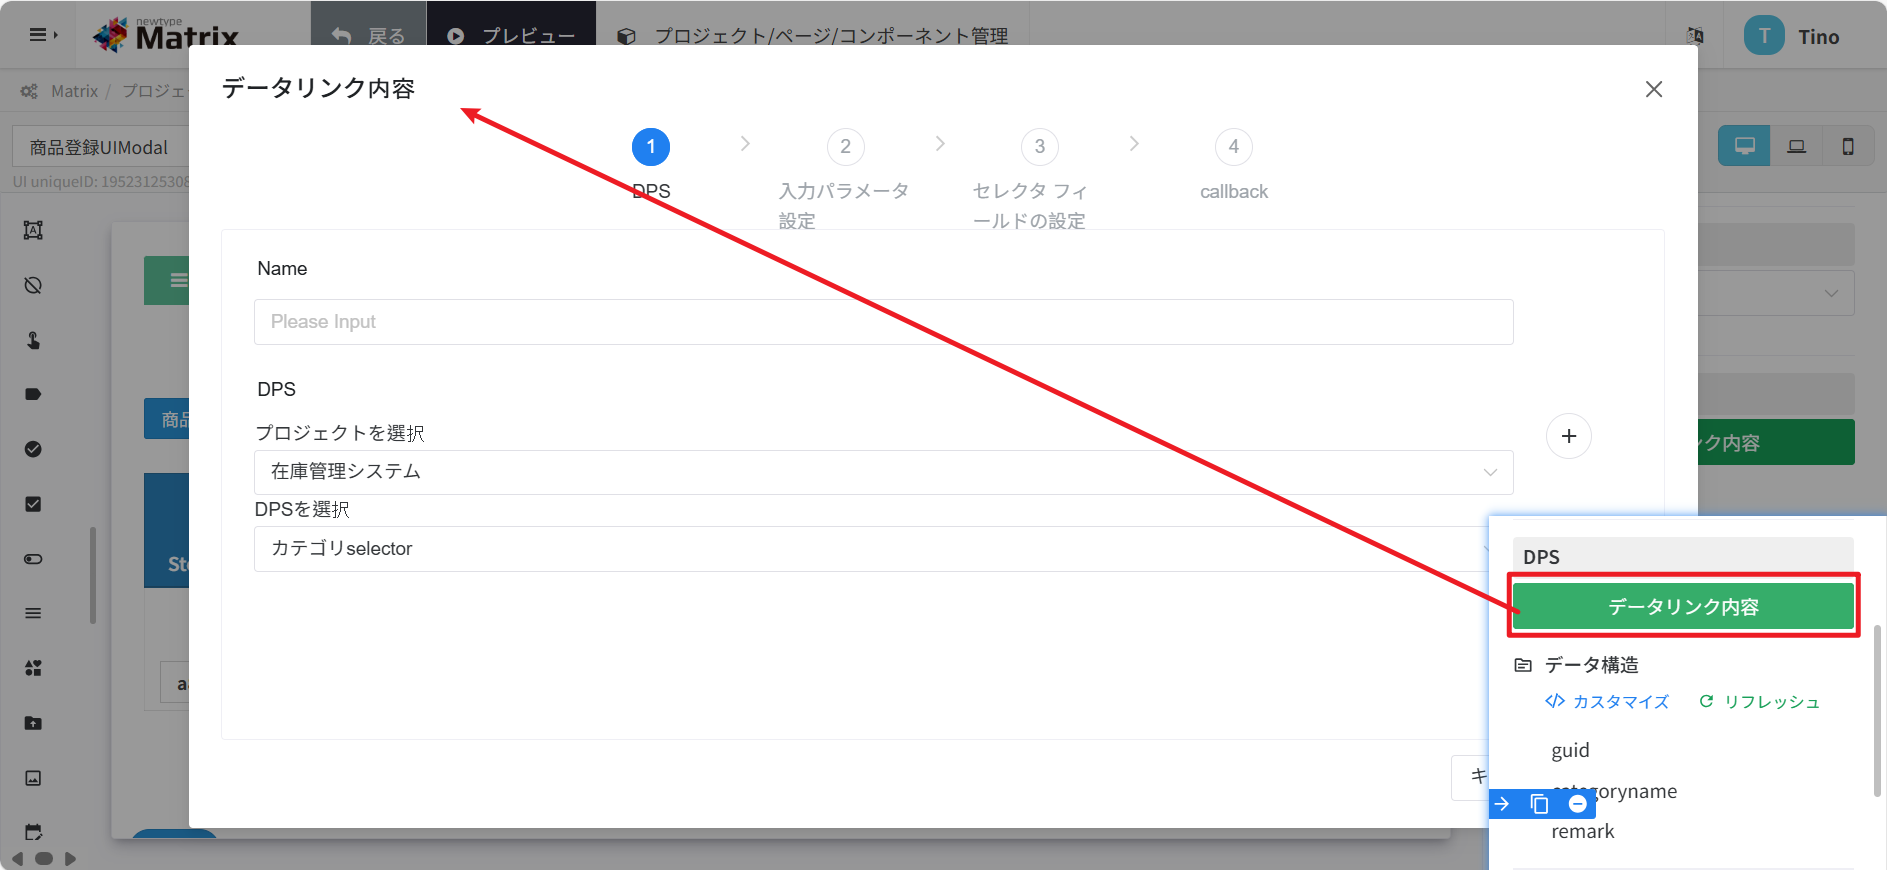 newtype
Matrix
戻る
プレビュー
プロジェクト/ページ/コンポーネント管理
T
Tino
Matrix / プロジェ
データリンク内容
商品登録UIModal
UI uniqueID: 19523125308
1
2
3
4
DPS
入力パラメータ
設定
セレクタ フィ
ールドの設定
callback
Name
Please Input
DPS
プロジェクトを選択
在庫管理システム
DPSを選択
カテゴリselector
商品
ク内容
DPS
データリンク内容
データ構造
カスタマイズ
リフレッシュ
guid
categoryname
remark
キ